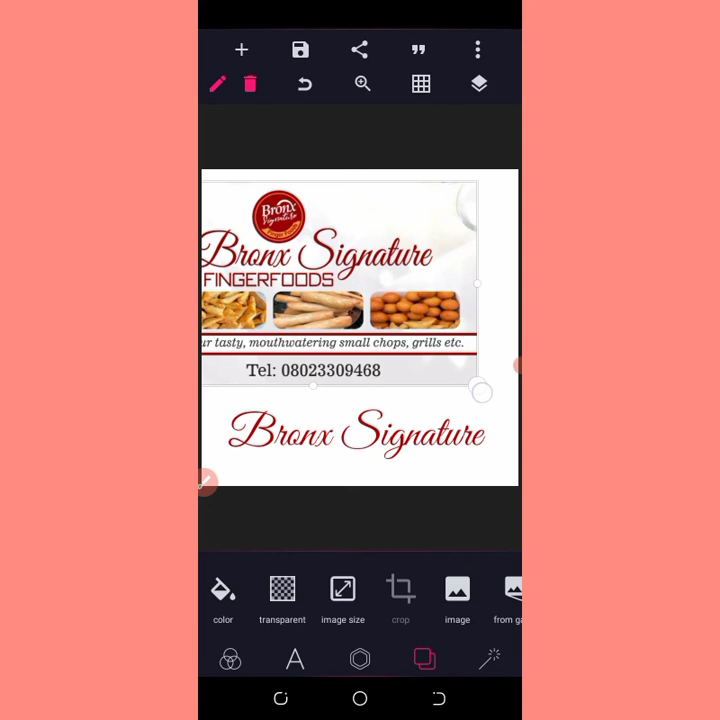 Bronx
Signature
Finger Foods
Bronx Signature
FINGERFOODS
ur tasty, mouthwatering small chops, grills etc.
Tel: 08023309468
Bronx Signature
color
transparent
image size
crop
image
from ga